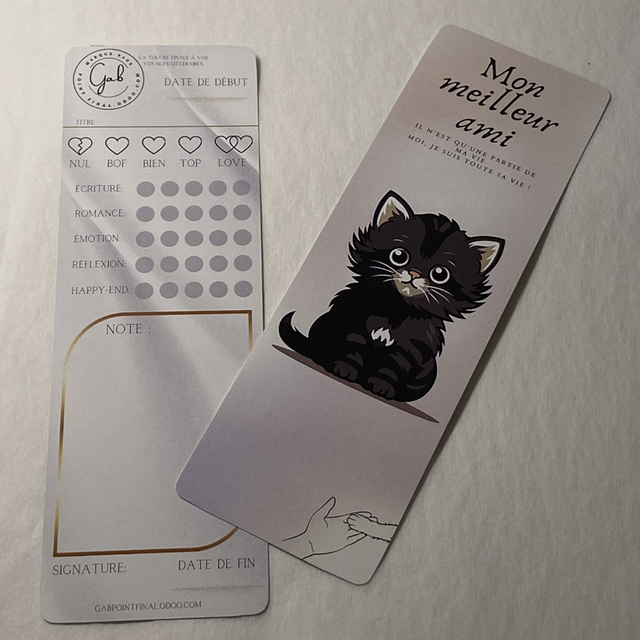 MARQUE PAGE
Gab
POINT-FINAL.ODOO.COM
LA TOUCHE FINALE À VOS
VOYAGES LITTÉRAIRES
DATE DE DÉBUT
TITRE
NUL BOF BIEN TOP LOVE
ÉCRITURE:
ROMANCE:
ÉMOTION:
RÉFLEXION:
HAPPY-END:
NOTE :
SIGNATURE:
DATE DE FIN
GABPOINTFINAL.ODOO.COM
Mon
meilleur
ami
IL N'EST QU'UNE PARTIE DE
MA VIE,
MOI, JE SUIS TOUTE SA VIE !